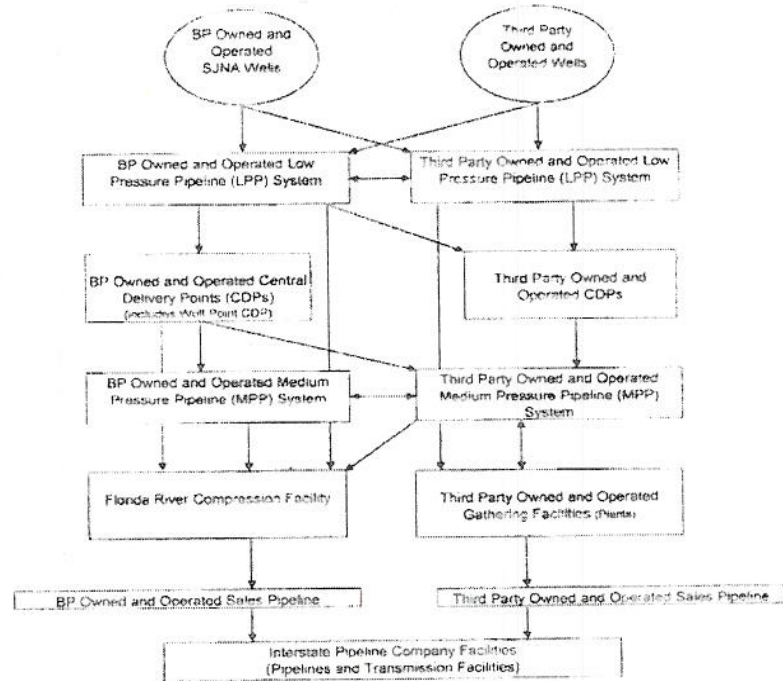 BP Owned and
Operated
SJNA Wells
Third Party
Owned and
Operated Wells
BP Owned and Operated Low
Pressure Pipeline (LPP) System
Third Party Owned and Operated Low
Pressure Pipeline (LPP) System
BP Owned and Operated Central
Delivery Points (CDPs)
(includes Wolf Point CDP)
Third Party Owned and
Operated CDPs
BP Owned and Operated Medium
Pressure Pipeline (MPP) System
Third Party Owned and Operated
Medium Pressure Pipeline (MPP)
System
Florida River Compression Facility
Third Party Owned and Operated
Gathering Facilities (Plants)
BP Owned and Operated Sales Pipeline
Third Party Owned and Operated Sales Pipeline
Interstate Pipeline Company Facilities
(Pipelines and Transmission Facilities)